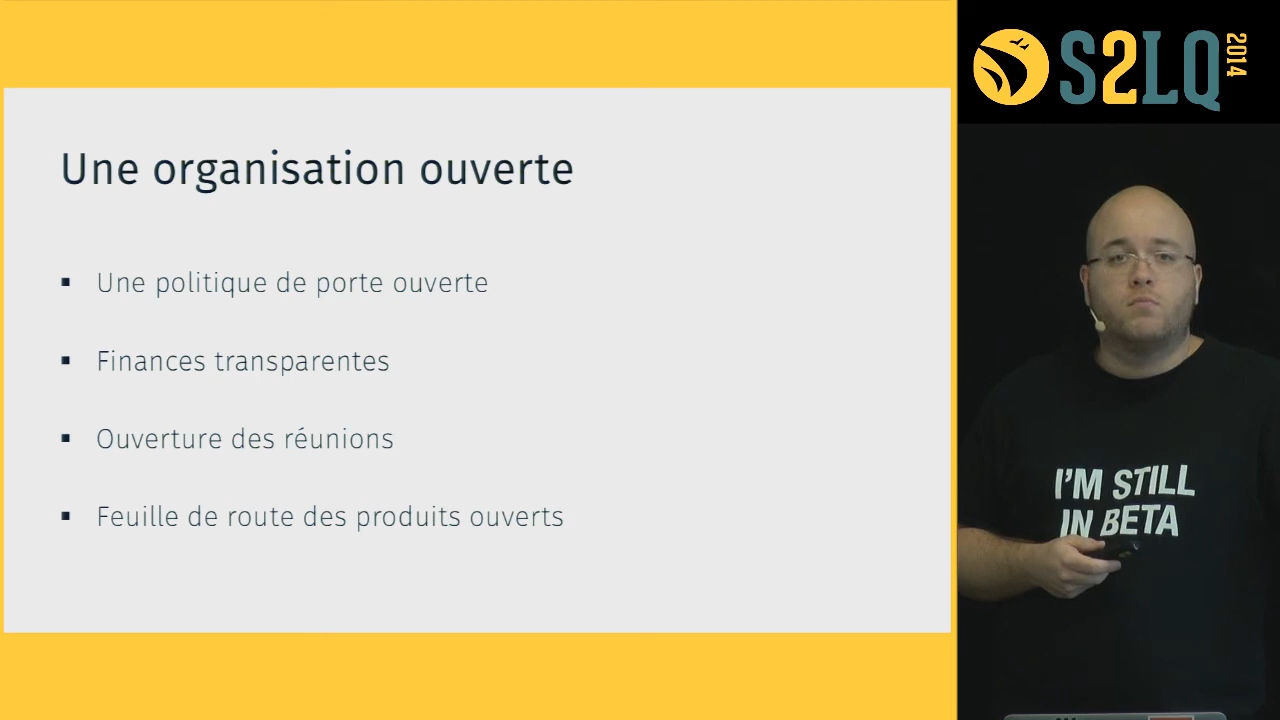 Une organisation ouverte
▪ Une politique de porte ouverte
▪ Finances transparentes
▪ Ouverture des réunions
▪ Feuille de route des produits ouverts
S2LQ 2014
I'M STILL
IN BETA